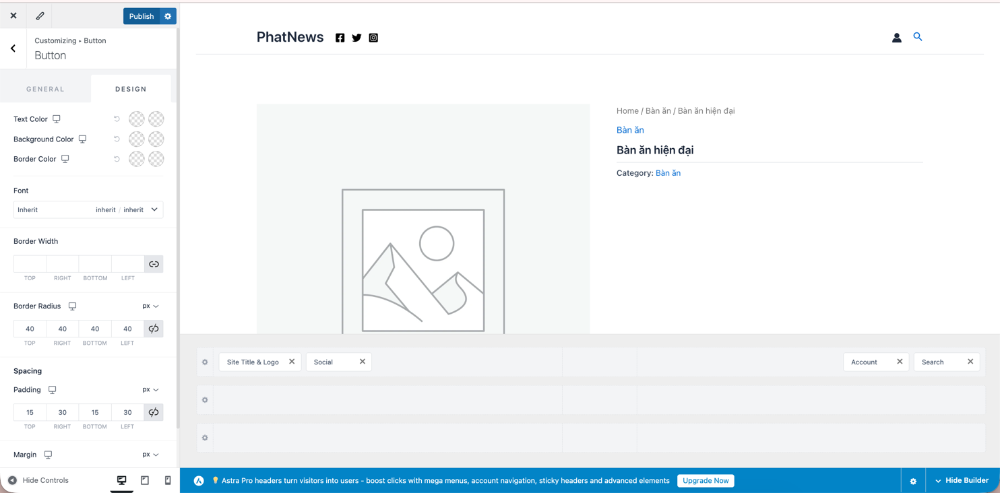 Publish
Customizing ▸ Button
Button
GENERAL DESIGN
Text Color
Background Color
Border Color
Font
Inherit inherit / inherit
Border Width
TOP RIGHT BOTTOM LEFT
Border Radius px
40 40 40 40
TOP RIGHT BOTTOM LEFT
Spacing
Padding px
15 30 15 30
TOP RIGHT BOTTOM LEFT
Margin px
Hide Controls
PhatNews
Home / Bàn ăn / Bàn ăn hiện đại
Bàn ăn
Bàn ăn hiện đại
Category: Bàn ăn
Site Title & Logo Social Account Search
Astra Pro headers turn visitors into users - boost clicks with mega menus, account navigation, sticky headers and advanced elements Upgrade Now Hide Builder